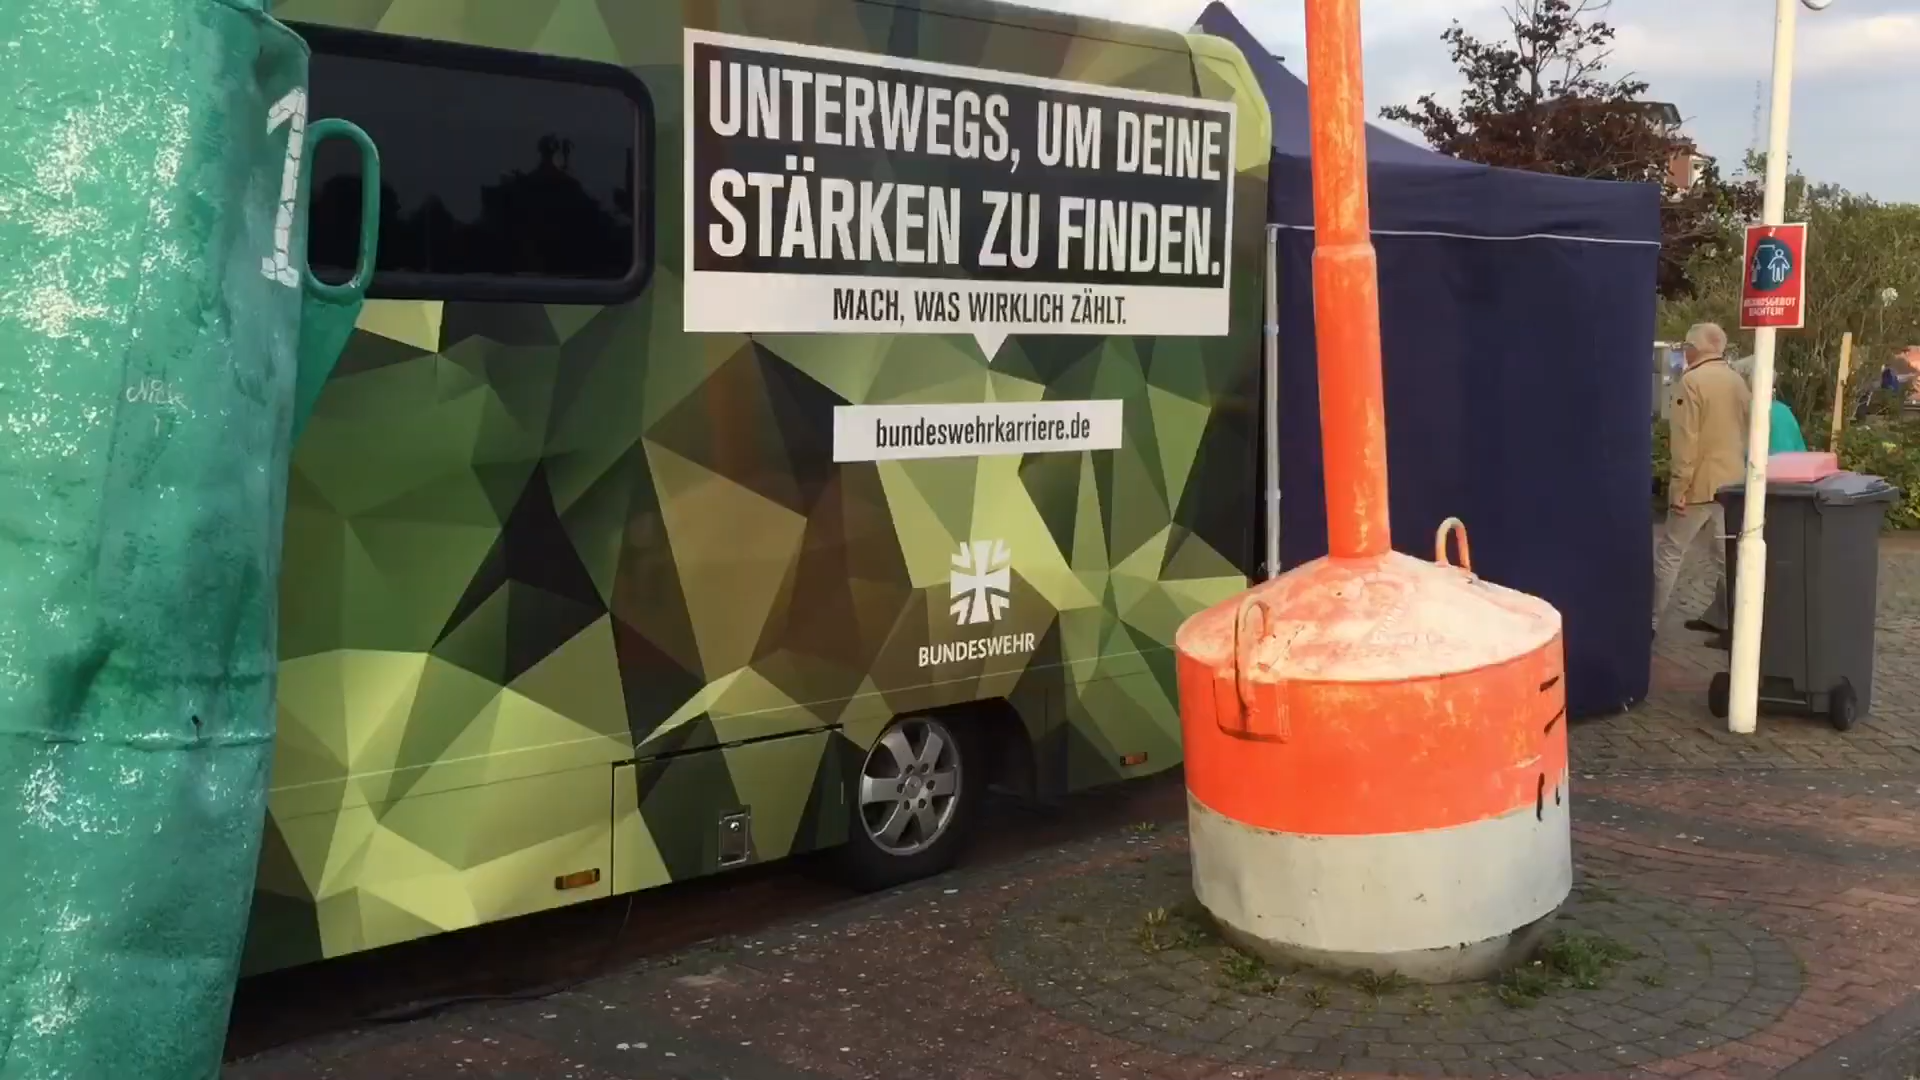 1
UNTERWEGS, UM DEINE
STÄRKEN ZU FINDEN.
MACH, WAS WIRKLICH ZÄHLT.
bundeswehrkarriere.de
BUNDESWEHR